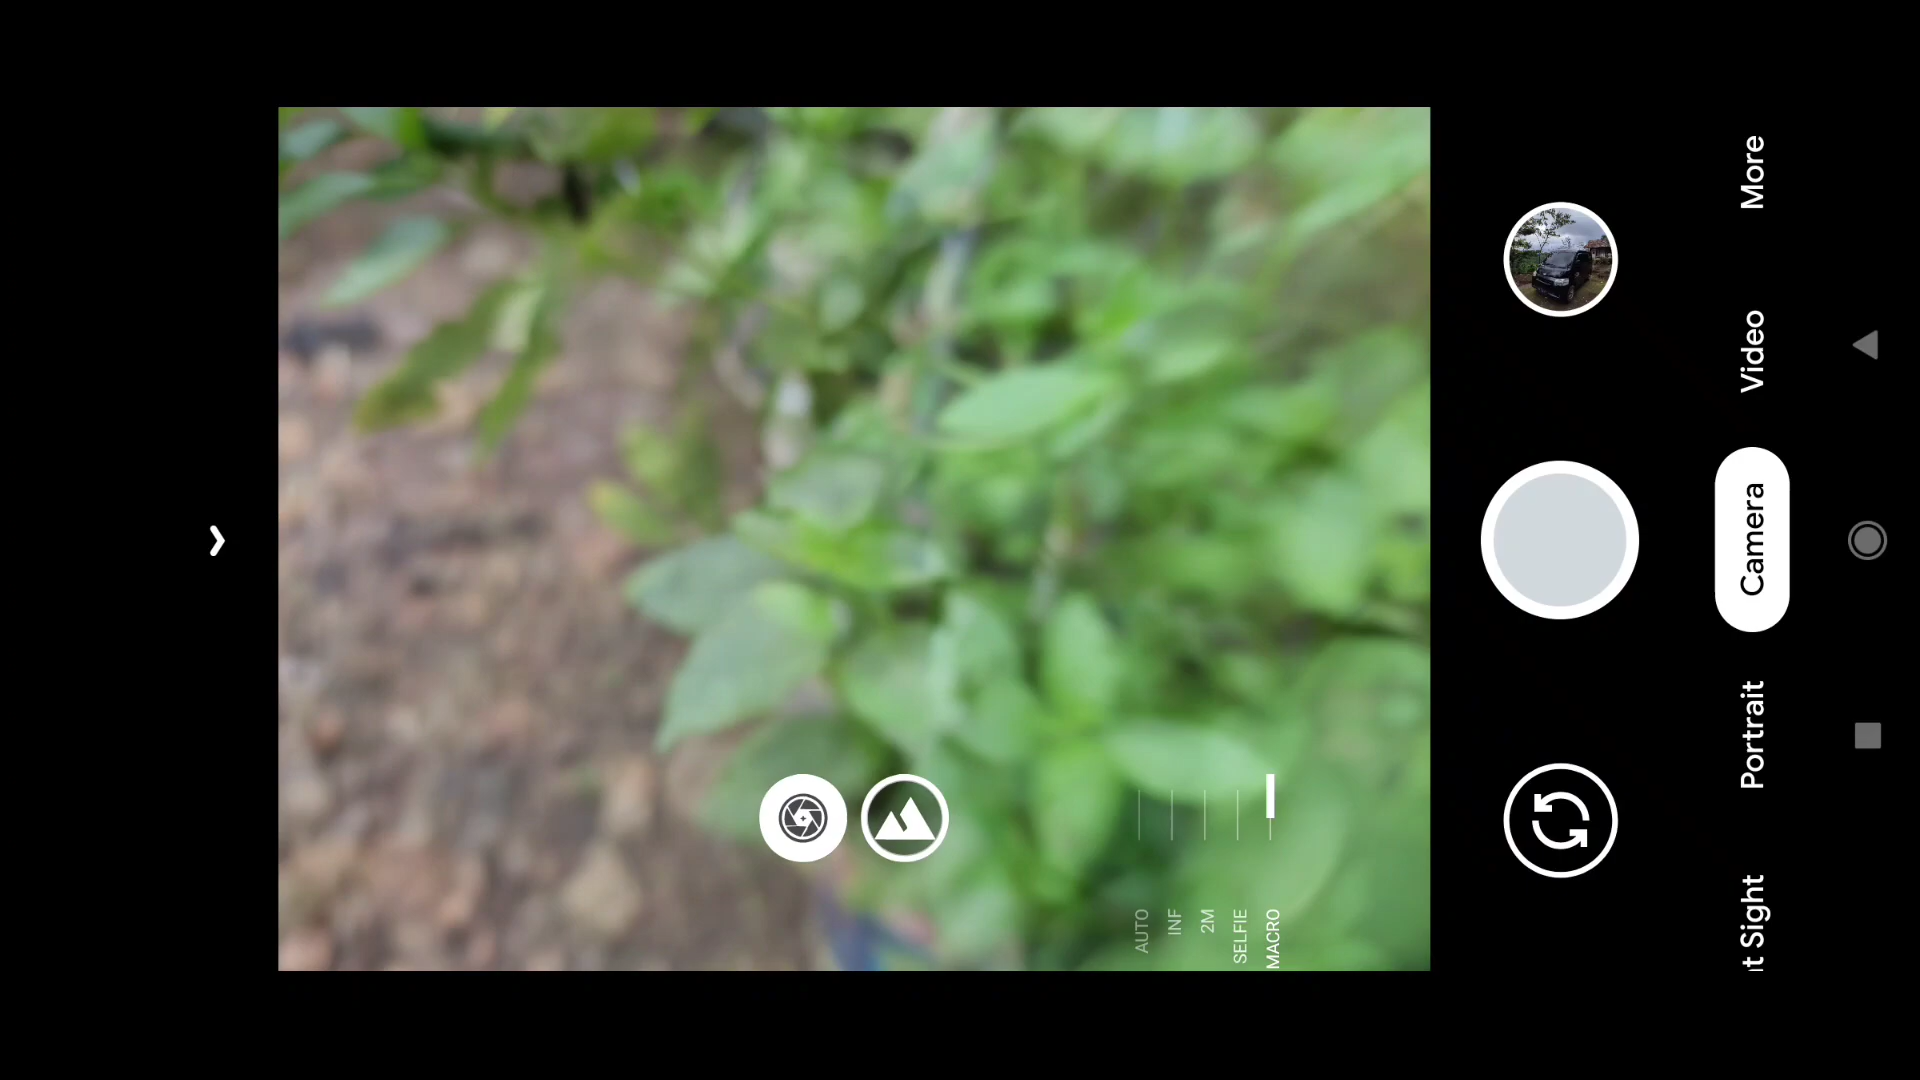 More
Video
Camera
Portrait
t Sight
AUTO
INF
2M
SELFIE
MACRO